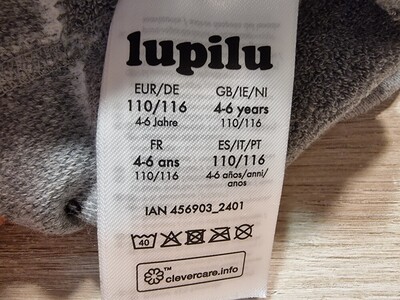 lupilu
EUR/DE GB/IE/NI
110/116 4-6 years
4-6 Jahre 110/116
FR ES/IT/PT
4-6 ans 110/116
110/116 4-6 años/anni/
anos
IAN 456903_2401
40
™
clevercare.info